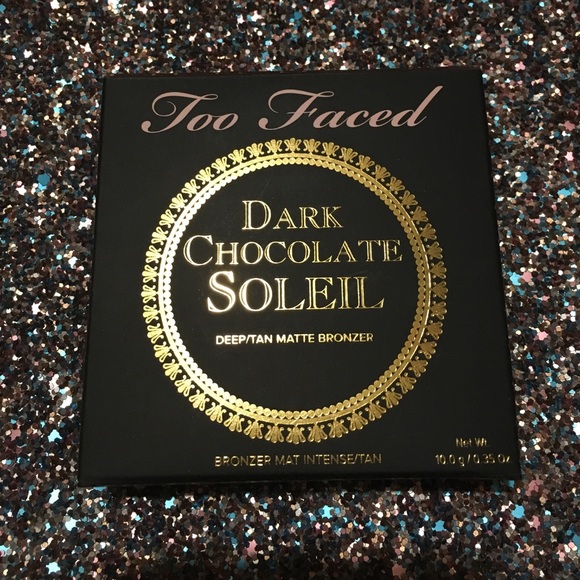 Too Faced
DARK
CHOCOLATE
SOLEIL
DEEP/TAN MATTE BRONZER
BRONZER MAT INTENSE/TAN
Net Wt.
10.0 g / 0.35 Oz